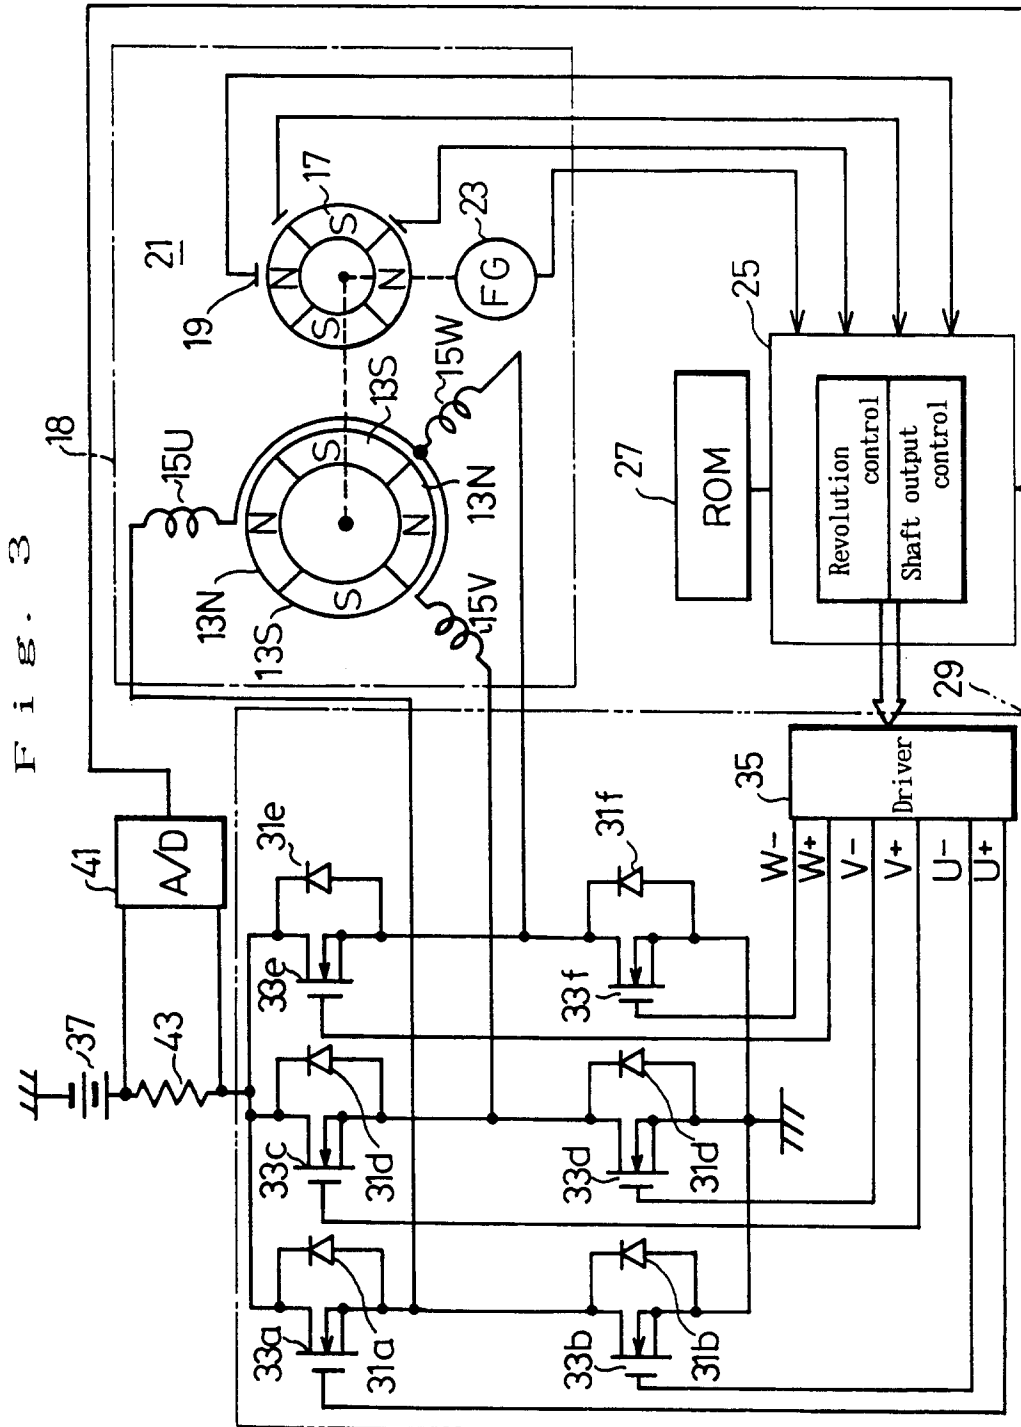 Fig. 3
18
21
15U
13N
13S
N
S
S
N
13S
13N
15V
15W
19
N
S
S
N
17
FG
23
25
27
ROM
Revolution
control
Shaft output
control
29
35
Driver
W-
W+
V-
V+
U-
U+
37
43
41
A/D
33a
31a
33c
31d
33e
31e
33b
31b
33d
31d
33f
31f